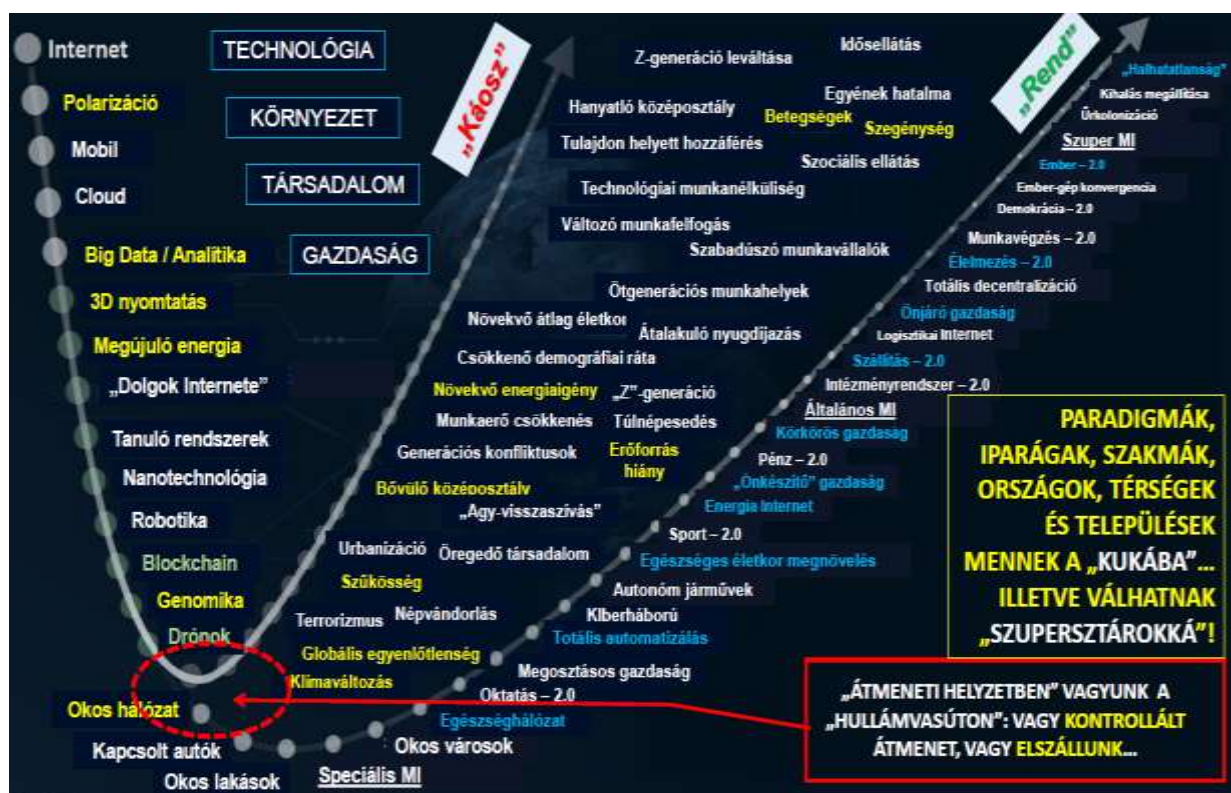 Internet
Polarizáció
Mobil
Cloud
Big Data / Analitika
3D nyomtatás
Megújuló energia
„Dolgok Internete”
Tanuló rendszerek
Nanotechnológia
Robotika
Blockchain
Genomika
Drónok
Okos hálózat
Kapcsolt autók
Okos lakások
Speciális MI
TECHNOLÓGIA
KÖRNYEZET
TÁRSADALOM
GAZDASÁG
„Káosz”
Z-generáció leváltása
Idősellátás
Hanyatló középosztály
Egyének hatalma
Betegségek
Szegénység
Tulajdon helyett hozzáférés
Szociális ellátás
Technológiai munkanélküliség
Változó munkafelfogás
Szabadúszó munkavállalók
Ötgenerációs munkahelyek
Növekvő átlag életkor
Átalakuló nyugdíjazás
Csökkenő demográfiai ráta
Növekvő energiaigény
„Z”-generáció
Munkaerő csökkenés
Túlnépesedés
Generációs konfliktusok
Erőforrás
hiány
Bővülő középosztály
„Agy-visszaszívás”
Urbanizáció
Öregedő társadalom
Szűkösség
Terrorizmus
Népvándorlás
Globális egyenlőtlenség
Klímaváltozás
„Rend”
„Halhatatlanság”
Kihalás megállítása
Űrkolonizáció
Szuper MI
Ember – 2.0
Ember-gép konvergencia
Demokrácia – 2.0
Munkavégzés – 2.0
Élelmezés – 2.0
Totális decentralizáció
Önjáró gazdaság
Logisztikai Internet
Szállítás – 2.0
Intézményrendszer – 2.0
Általános MI
Körkörös gazdaság
Pénz – 2.0
„Önkészítő” gazdaság
Energia Internet
Sport – 2.0
Egészséges életkor megnövelés
Autonóm járművek
KIberháború
Totális automatizálás
Megosztásos gazdaság
Oktatás – 2.0
Egészséghálózat
Okos városok
PARADIGMÁK,
IPARÁGAK, SZAKMÁK,
ORSZÁGOK, TÉRSÉGEK
ÉS TELEPÜLÉSEK
MENNEK A „KUKÁBA”...
ILLETVE VÁLHATNAK
„SZUPERSZTÁROKKÁ”!
„ÁTMENETI HELYZETBEN” VAGYUNK A
„HULLÁMVASÚTON”: VAGY KONTROLLÁLT
ÁTMENET, VAGY ELSZÁLLUNK...